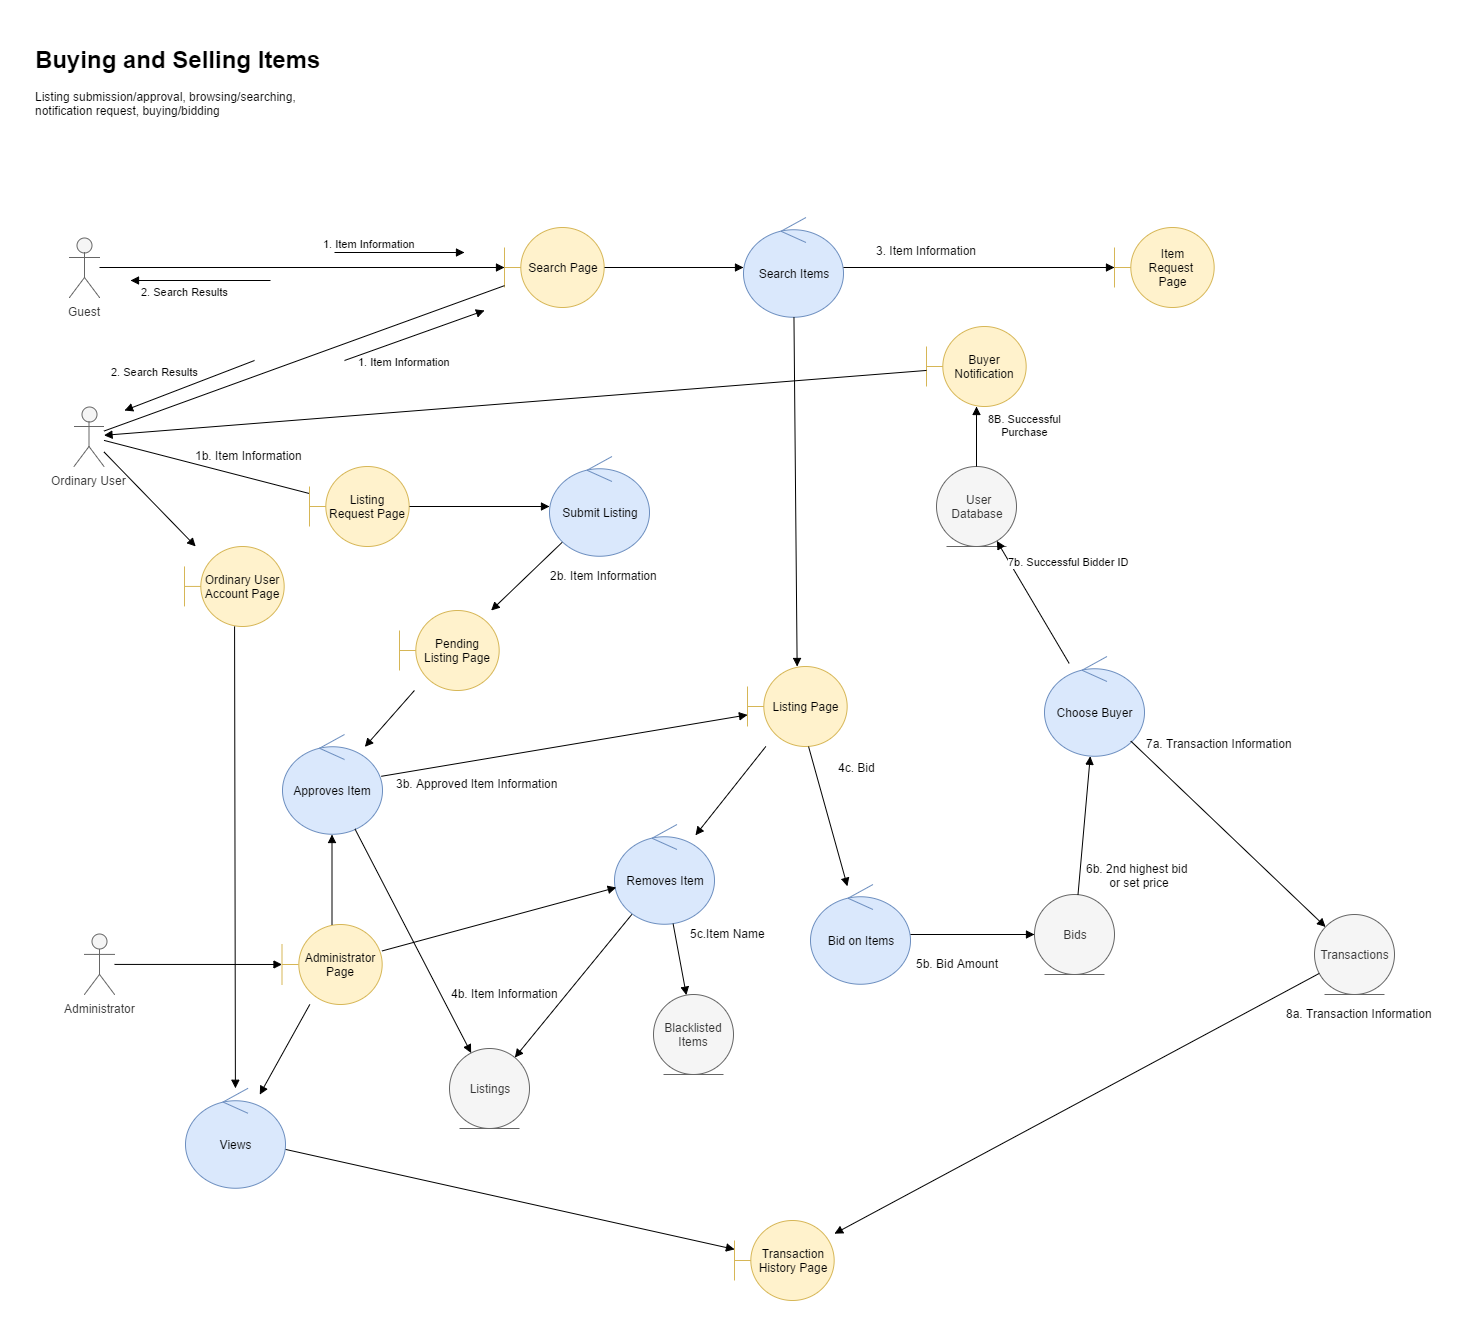 Buying and Selling Items
Listing submission/approval, browsing/searching,
notification request, buying/bidding
1. Item Information
Search Page
Search Items
3. Item Information
Item
Request
Page
2. Search Results
Guest
2. Search Results
1. Item Information
Buyer
Notification
8B. Successful
Purchase
Ordinary User
1b. Item Information
Listing
Request Page
Submit Listing
User
Database
7b. Successful Bidder ID
2b. Item Information
Ordinary User
Account Page
Pending
Listing Page
Listing Page
Choose Buyer
7a. Transaction Information
4c. Bid
Approves Item
3b. Approved Item Information
Removes Item
6b. 2nd highest bid
or set price
5c.Item Name
Bid on Items
5b. Bid Amount
Bids
Transactions
Administrator
Page
Administrator
4b. Item Information
8a. Transaction Information
Blacklisted
Items
Listings
Views
Transaction
History Page